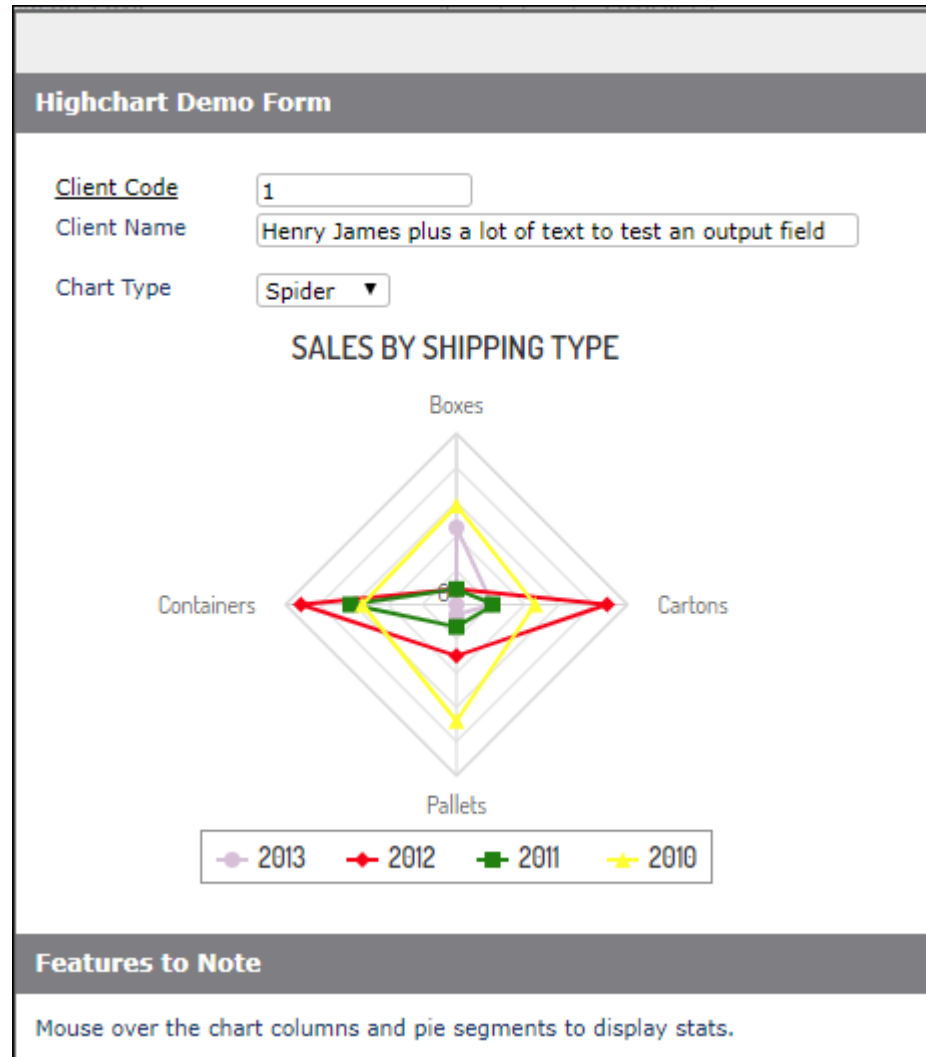 Highchart Demo Form
Client Code 1
Client Name Henry James plus a lot of text to test an output field
Chart Type Spider ▼
SALES BY SHIPPING TYPE
Boxes
0
Containers Cartons
Pallets
2013 2012 2011 2010
Features to Note
Mouse over the chart columns and pie segments to display stats.